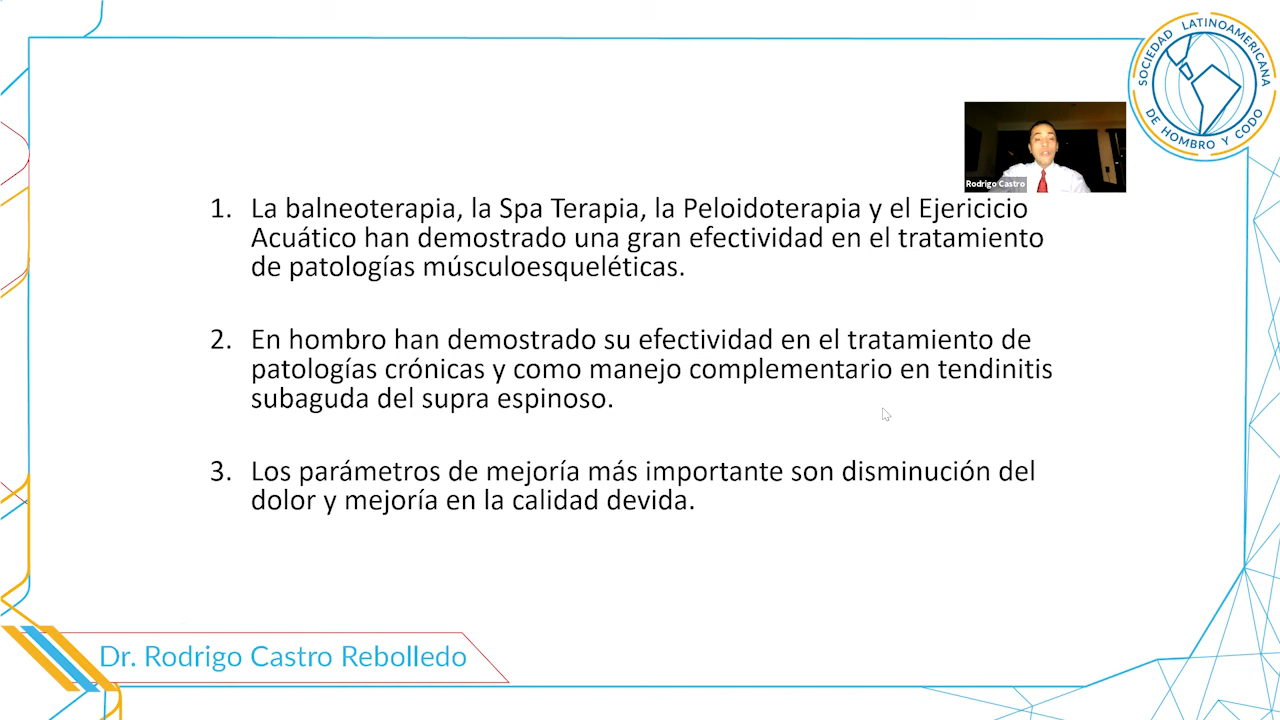 SOCIEDAD LATINOAMERICANA
DE HOMBRO Y CODO
Rodrigo Castro
1. La balneoterapia, la Spa Terapia, la Peloidoterapia y el Ejericicio
Acuático han demostrado una gran efectividad en el tratamiento
de patologías músculoesqueléticas.
2. En hombro han demostrado su efectividad en el tratamiento de
patologías crónicas y como manejo complementario en tendinitis
subaguda del supra espinoso.
3. Los parámetros de mejoría más importante son disminución del
dolor y mejoría en la calidad devida.
Dr. Rodrigo Castro Rebolledo